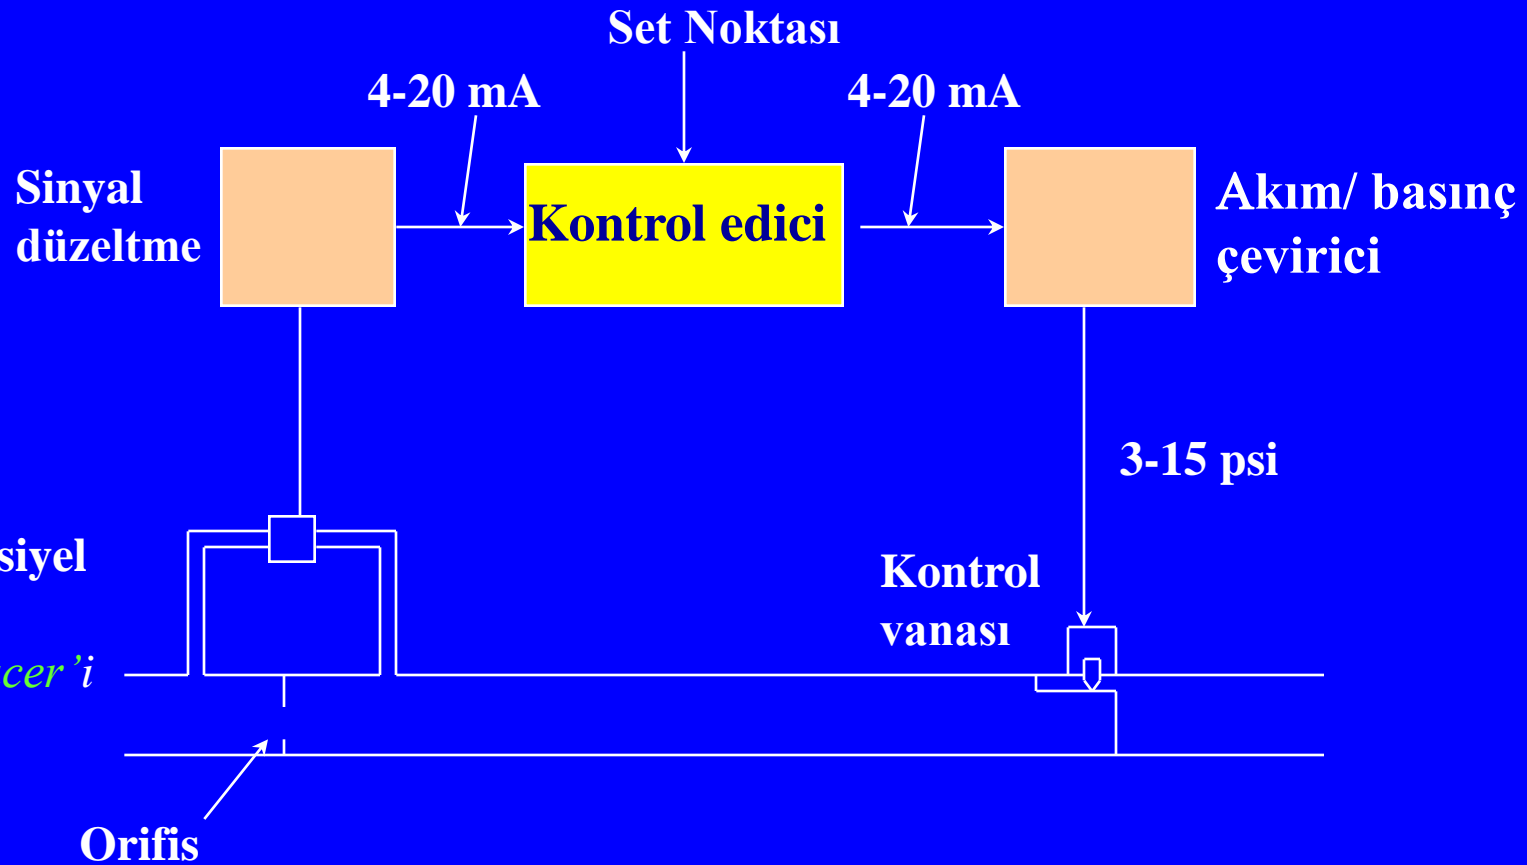 Set Noktası
4-20 mA
4-20 mA
Sinyal
düzeltme
Kontrol edici
Akım/ basınç
çevirici
3-15 psi
siyel
cer'i
Kontrol
vanası
Orifis